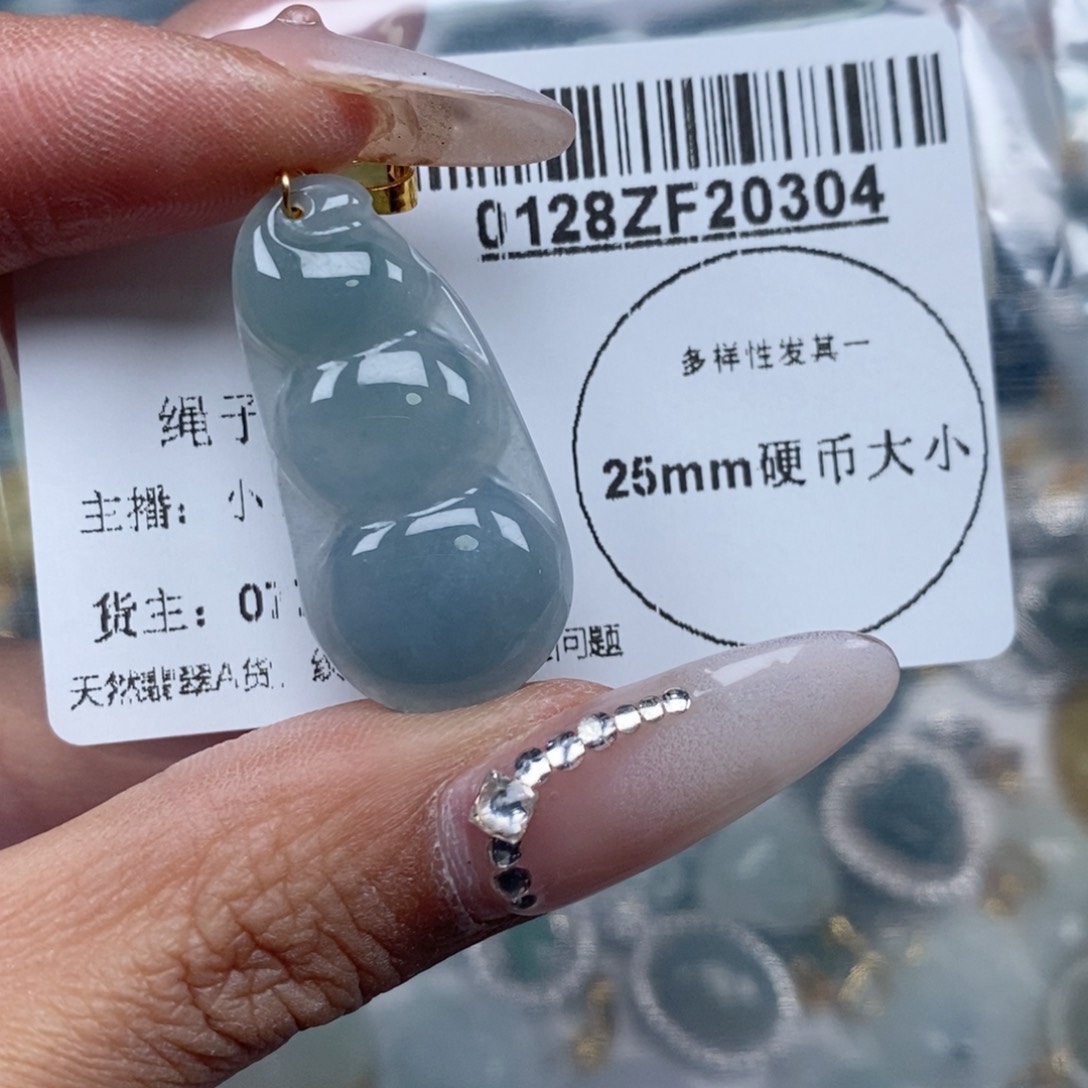 0128ZF20304
多样性发其一
25mm硬币大小
绳子
主播: 小
货主: 07
天然翡翠A货,
问题